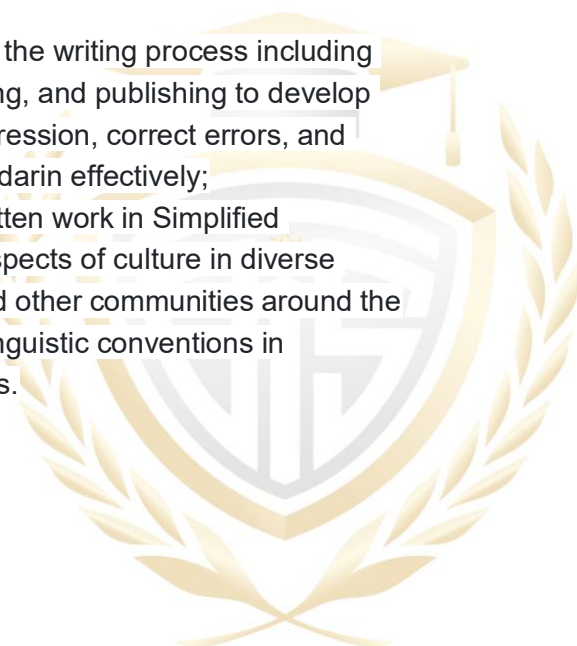 the writing process including
ng, and publishing to develop
ression, correct errors, and
darin effectively;
tten work in Simplified
spects of culture in diverse
d other communities around the
nguistic conventions in
s.